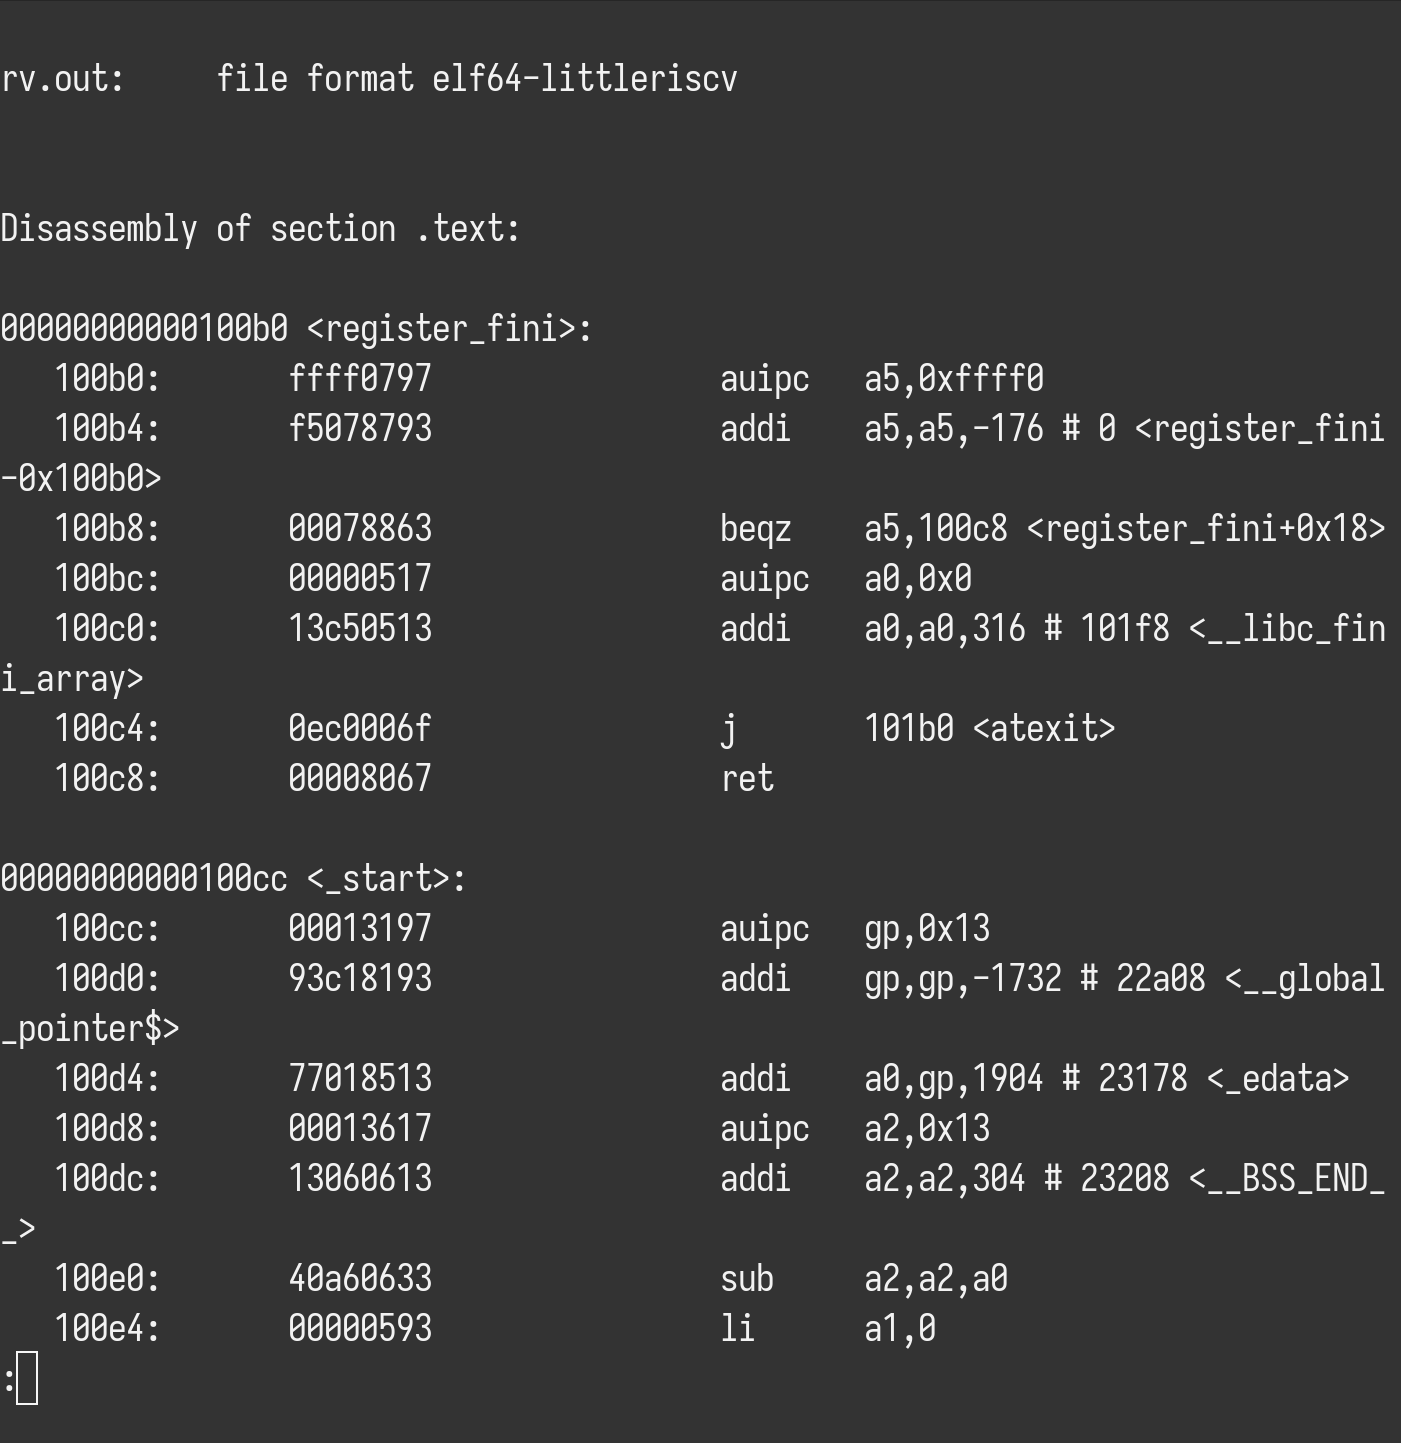 rv.out:     file format elf64-littleriscv
Disassembly of section .text:
00000000000100b0 <register_fini>:
   100b0:       ffff0797                auipc   a5,0xffff0
   100b4:       f5078793                addi    a5,a5,-176 # 0 <register_fini
-0x100b0>
   100b8:       00078863                beqz    a5,100c8 <register_fini+0x18>
   100bc:       00000517                auipc   a0,0x0
   100c0:       13c50513                addi    a0,a0,316 # 101f8 <__libc_fin
i_array>
   100c4:       0ec0006f                j       101b0 <atexit>
   100c8:       00008067                ret
00000000000100cc <_start>:
   100cc:       00013197                auipc   gp,0x13
   100d0:       93c18193                addi    gp,gp,-1732 # 22a08 <__global
_pointer$>
   100d4:       77018513                addi    a0,gp,1904 # 23178 <_edata>
   100d8:       00013617                auipc   a2,0x13
   100dc:       13060613                addi    a2,a2,304 # 23208 <__BSS_END_
_>
   100e0:       40a60633                sub     a2,a2,a0
   100e4:       00000593                li      a1,0
: